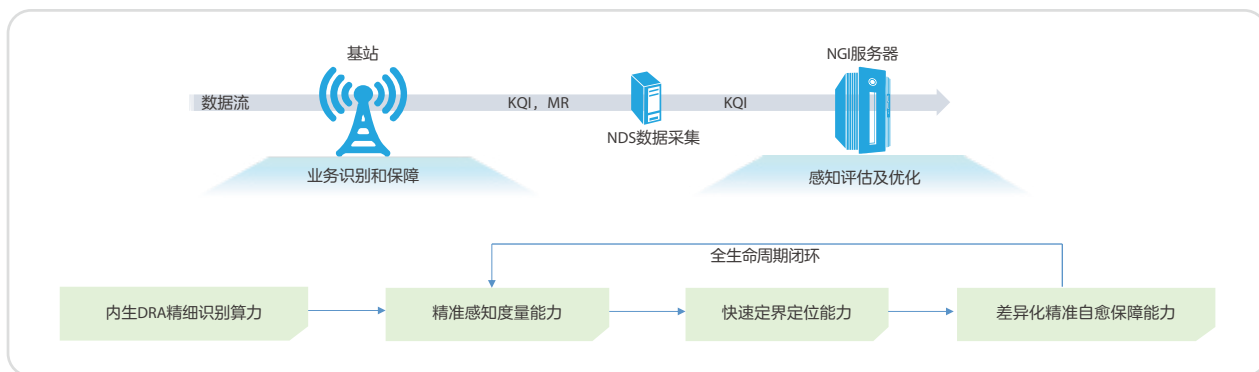 基站
NGI服务器
数据流
KQI，MR
KQI
NDS数据采集
业务识别和保障
感知评估及优化
全生命周期闭环
内生DRA精细识别算力
精准感知度量能力
快速定界定位能力
差异化精准自愈保障能力